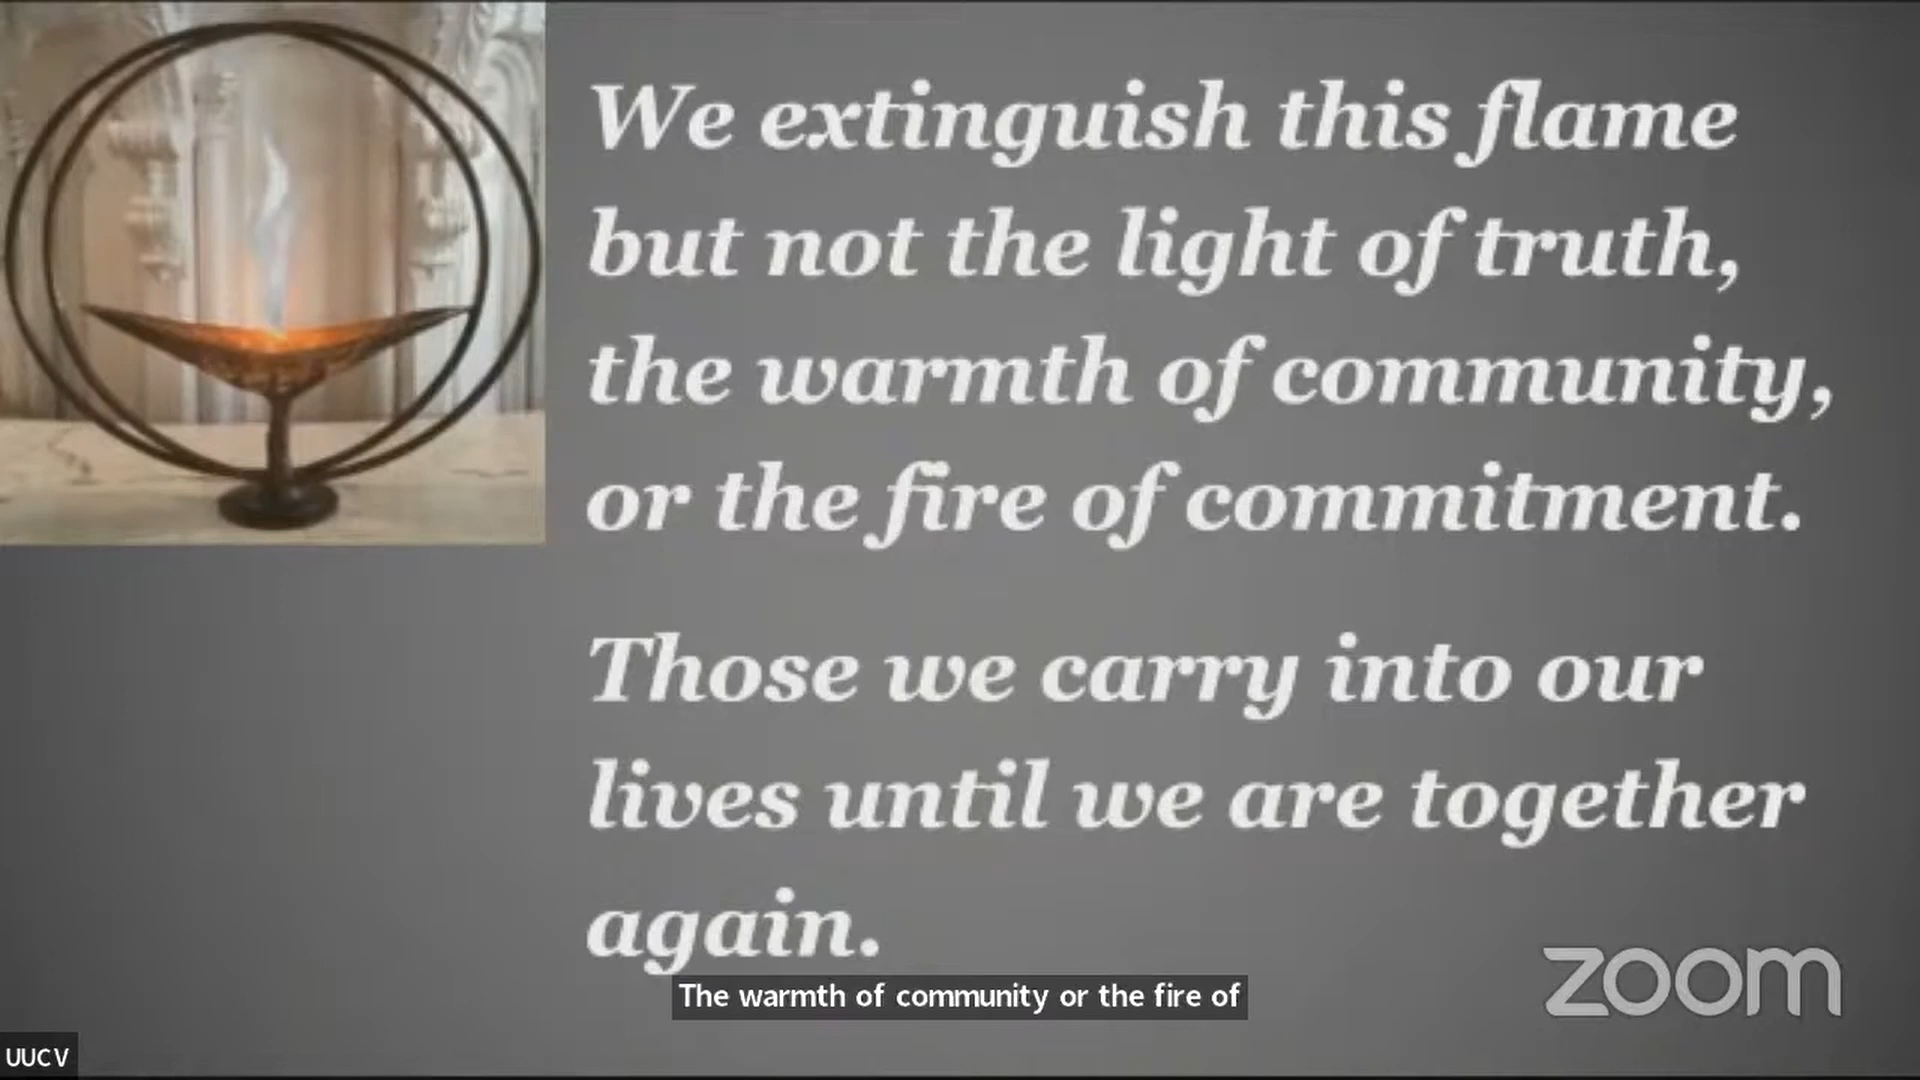 We extinguish this flame
but not the light of truth,
the warmth of community,
or the fire of commitment.
Those we carry into our
lives until we are together
again.
The warmth of community or the fire of
zoom
UUCV